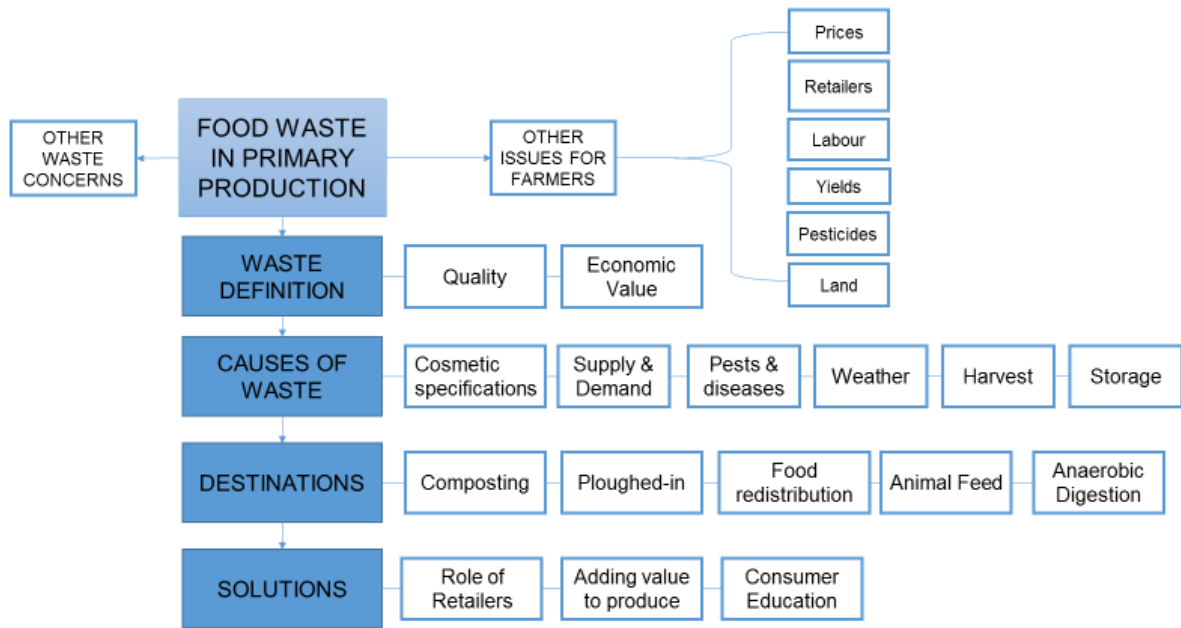 FOOD WASTE
IN PRIMARY
PRODUCTION
OTHER
WASTE
CONCERNS
OTHER
ISSUES FOR
FARMERS
Prices
Retailers
Labour
Yields
Pesticides
Land
WASTE
DEFINITION
Quality
Economic
Value
CAUSES OF
WASTE
Cosmetic
specifications
Supply &
Demand
Pests &
diseases
Weather
Harvest
Storage
DESTINATIONS
Composting
Ploughed-in
Food
redistribution
Animal Feed
Anaerobic
Digestion
SOLUTIONS
Role of
Retailers
Adding value
to produce
Consumer
Education